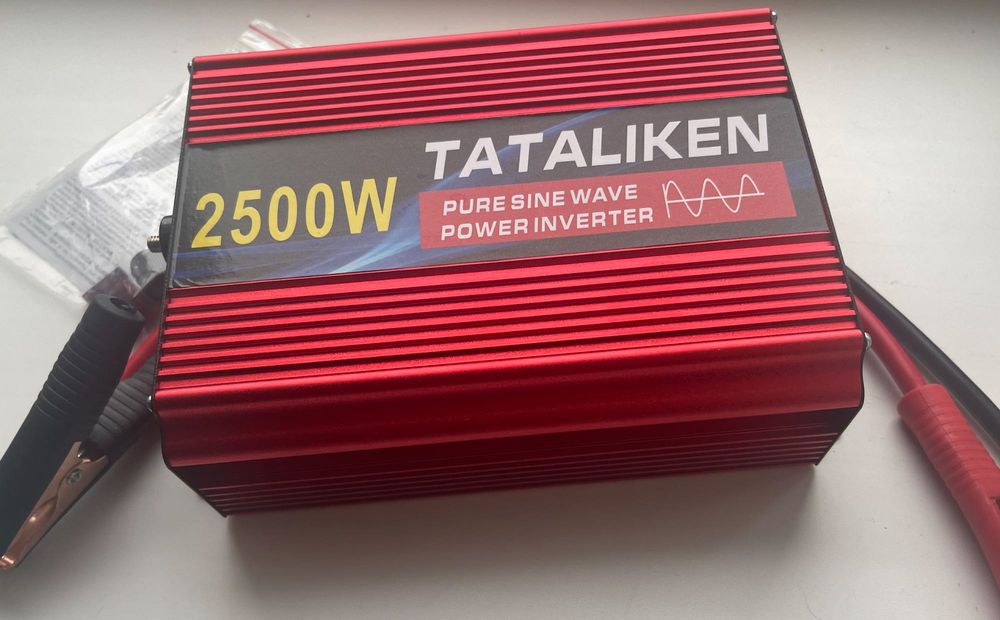 2500W
TATALIKEN
PURE SINE WAVE
POWER INVERTER